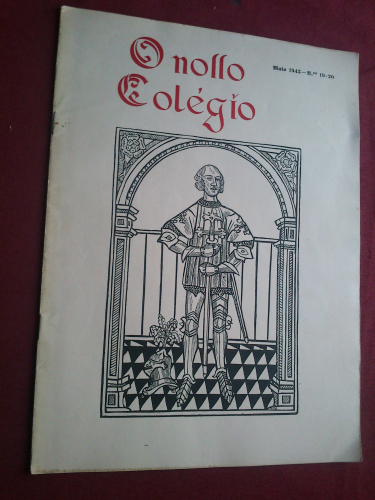 O nosso
Colégio
Maio 1942 — N.ᵒˢ 19-20